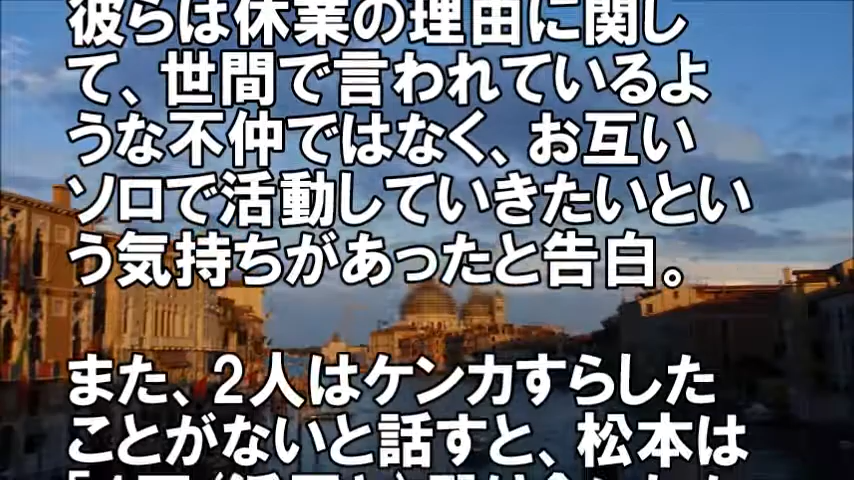 彼らは休業の理由に関し
て、世間で言われているよ
うな不仲ではなく、お互い
ソロで活動していきたいとい
う気持ちがあったと告白。
また、2人はケンカすらした
ことがないと話すと、松本は